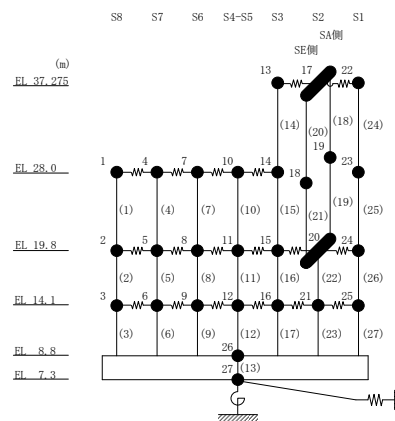 S8 S7 S6 S4-S5 S3 S2 S1
SA側
SE側
(m)
13 17 22
EL 37.275
(14) (20) (18) (24)
19
1 4 7 10 14 23
EL 28.0
18
(1) (4) (7) (10) (15) (19) (25)
(21)
2 5 8 11 15 20 24
EL 19.8
(2) (5) (8) (11) (16) (22) (26)
3 6 9 12 16 21 25
EL 14.1
(3) (6) (9) (12) (17) (23) (27)
26
EL 8.8
27 (13)
EL 7.3